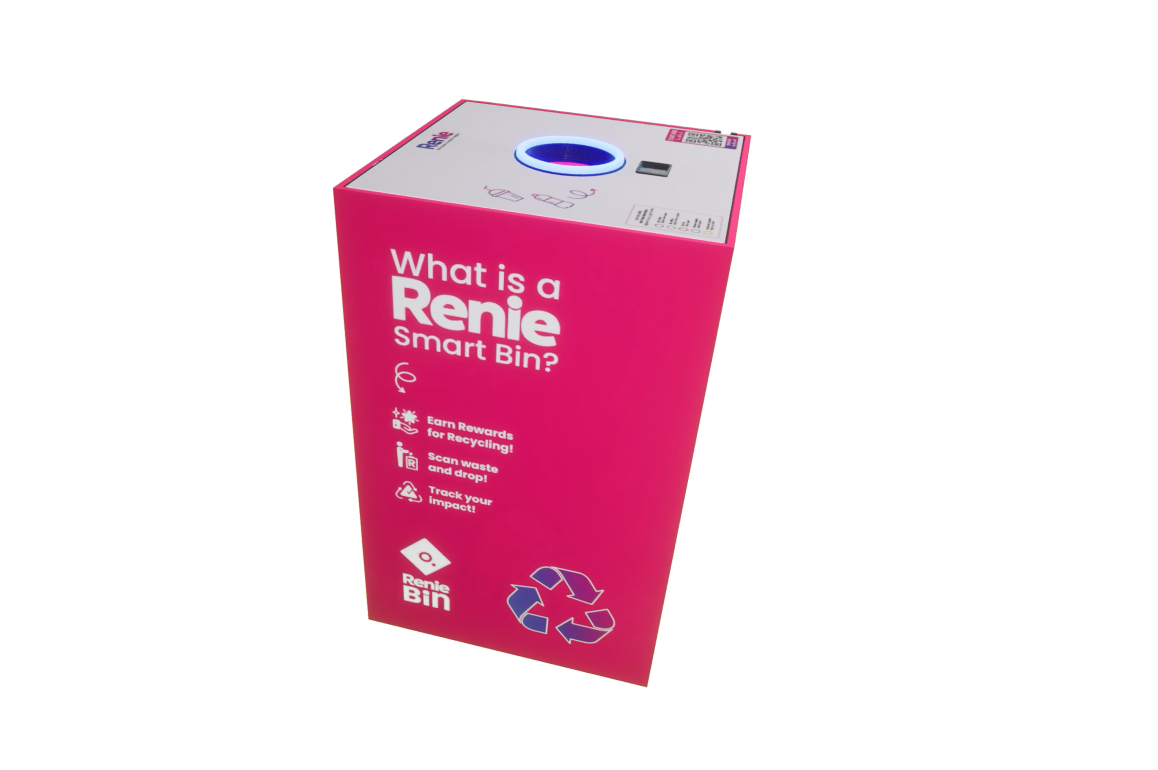 Renie
What is a
Renie
Smart Bin?
Earn Rewards
for Recycling!
Scan waste
and drop!
Track your
impact!
R
Renie
Bin